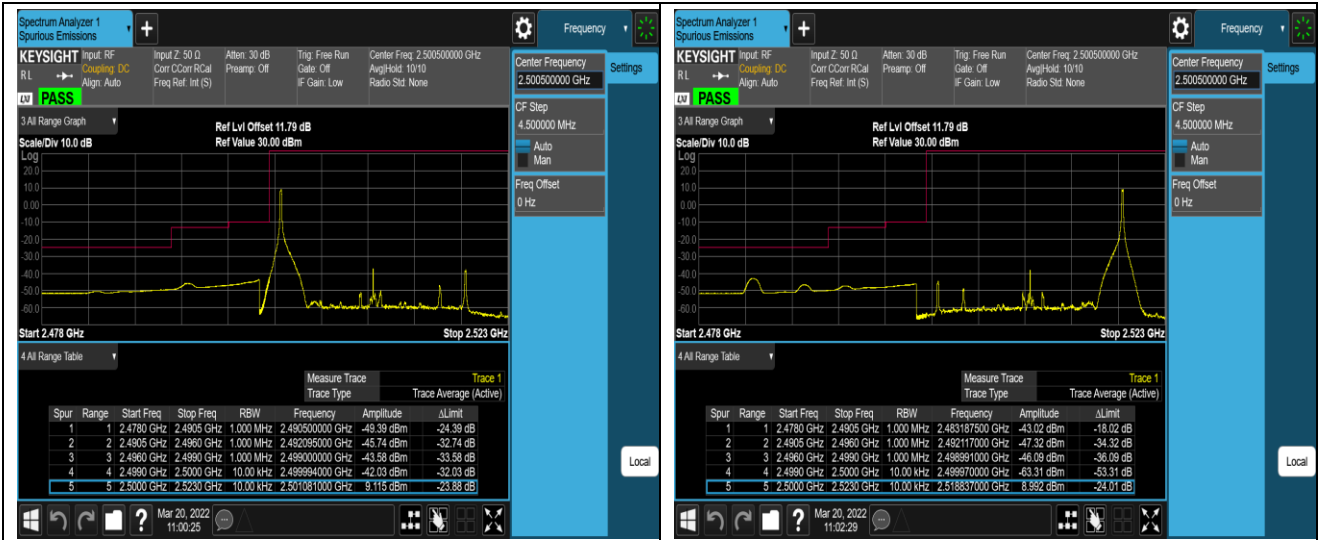 Spectrum Analyzer 1
Spurious Emissions
Frequency
KEYSIGHT Input: RF Input Z: 50 Ω Atten: 30 dB Trig: Free Run Center Freq: 2.500500000 GHz
RL Coupling: DC Corr CCorr RCal Preamp: Off Gate: Off Avg|Hold: 10/10
Align: Auto Freq Ref: Int (S) IF Gain: Low Radio Std: None
LXI PASS
Center Frequency
2.500500000 GHz
Settings
CF Step
4.500000 MHz
Auto
Man
Freq Offset
0 Hz
3 All Range Graph
Ref Lvl Offset 11.79 dB
Scale/Div 10.0 dB Ref Value 30.00 dBm
Log
20.0
10.0
0.00
-10.0
-20.0
-30.0
-40.0
-50.0
-60.0
Start 2.478 GHz Stop 2.523 GHz
4 All Range Table
Measure Trace Trace 1
Trace Type Trace Average (Active)
Spur Range Start Freq Stop Freq RBW Frequency Amplitude ΔLimit
1 1 2.4780 GHz 2.4905 GHz 1.000 MHz 2.490500000 GHz -49.39 dBm -24.39 dB
2 2 2.4905 GHz 2.4960 GHz 1.000 MHz 2.492095000 GHz -45.74 dBm -32.74 dB
3 3 2.4960 GHz 2.4990 GHz 1.000 MHz 2.499000000 GHz -43.58 dBm -33.58 dB
4 4 2.4990 GHz 2.5000 GHz 10.00 kHz 2.499994000 GHz -42.03 dBm -32.03 dB
5 5 2.5000 GHz 2.5230 GHz 10.00 kHz 2.501081000 GHz 9.115 dBm -23.88 dB
Local
?
Mar 20, 2022
11:00:25
Spectrum Analyzer 1
Spurious Emissions
Frequency
KEYSIGHT Input: RF Input Z: 50 Ω Atten: 30 dB Trig: Free Run Center Freq: 2.500500000 GHz
RL Coupling: DC Corr CCorr RCal Preamp: Off Gate: Off Avg|Hold: 10/10
Align: Auto Freq Ref: Int (S) IF Gain: Low Radio Std: None
LXI PASS
Center Frequency
2.500500000 GHz
Settings
CF Step
4.500000 MHz
Auto
Man
Freq Offset
0 Hz
3 All Range Graph
Ref Lvl Offset 11.79 dB
Scale/Div 10.0 dB Ref Value 30.00 dBm
Log
20.0
10.0
0.00
-10.0
-20.0
-30.0
-40.0
-50.0
-60.0
Start 2.478 GHz Stop 2.523 GHz
4 All Range Table
Measure Trace Trace 1
Trace Type Trace Average (Active)
Spur Range Start Freq Stop Freq RBW Frequency Amplitude ΔLimit
1 1 2.4780 GHz 2.4905 GHz 1.000 MHz 2.483187500 GHz -43.02 dBm -18.02 dB
2 2 2.4905 GHz 2.4960 GHz 1.000 MHz 2.492117000 GHz -47.32 dBm -34.32 dB
3 3 2.4960 GHz 2.4990 GHz 1.000 MHz 2.498991000 GHz -46.09 dBm -36.09 dB
4 4 2.4990 GHz 2.5000 GHz 10.00 kHz 2.499970000 GHz -63.31 dBm -53.31 dB
5 5 2.5000 GHz 2.5230 GHz 10.00 kHz 2.518837000 GHz 8.992 dBm -24.01 dB
Local
?
Mar 20, 2022
11:02:29